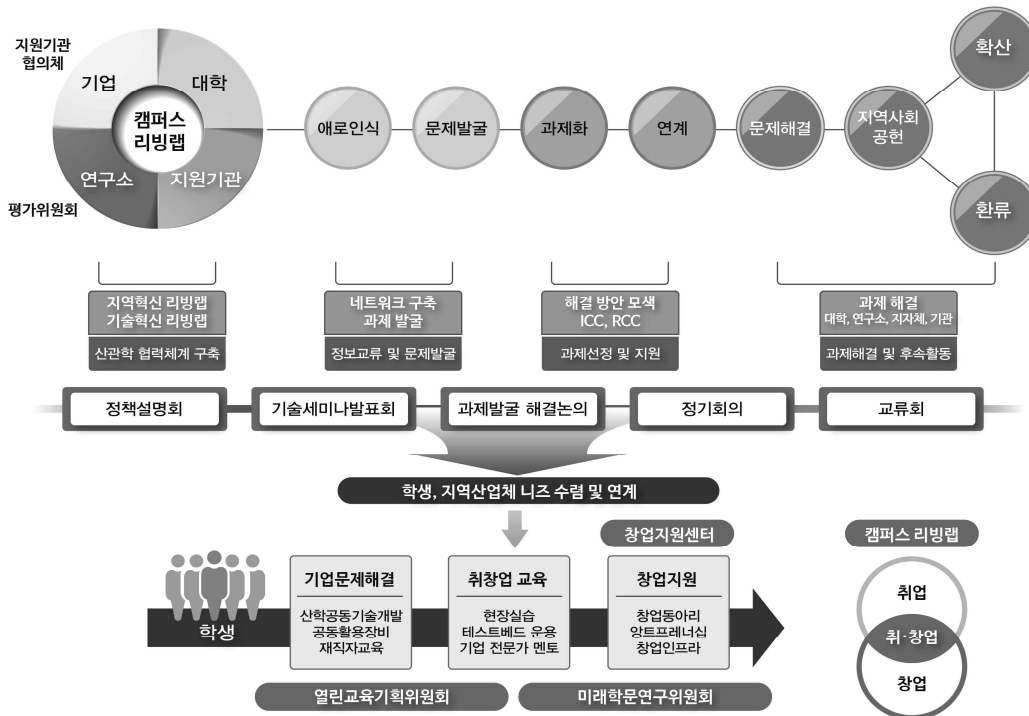 지원기관
협의체
기업
대학
캠퍼스
리빙랩
연구소
지원기관
평가위원회
애로인식
문제발굴
과제화
연계
문제해결
지역사회
공헌
확산
환류
지역혁신 리빙랩
기술혁신 리빙랩
산관학 협력체계 구축
네트워크 구축
과제 발굴
정보교류 및 문제발굴
해결 방안 모색
ICC, RCC
과제선정 및 지원
과제 해결
대학, 연구소, 지자체, 기관
과제해결 및 후속활동
정책설명회
기술세미나발표회
과제발굴 해결논의
정기회의
교류회
학생, 지역산업체 니즈 수렴 및 연계
창업지원센터
캠퍼스 리빙랩
학생
기업문제해결
산학공동기술개발
공동활용장비
재직자교육
취창업 교육
현장실습
테스트베드 운용
기업 전문가 멘토
창업지원
창업동아리
앙트프레너십
창업인프라
취업
취·창업
창업
열린교육기획위원회
미래학문연구위원회